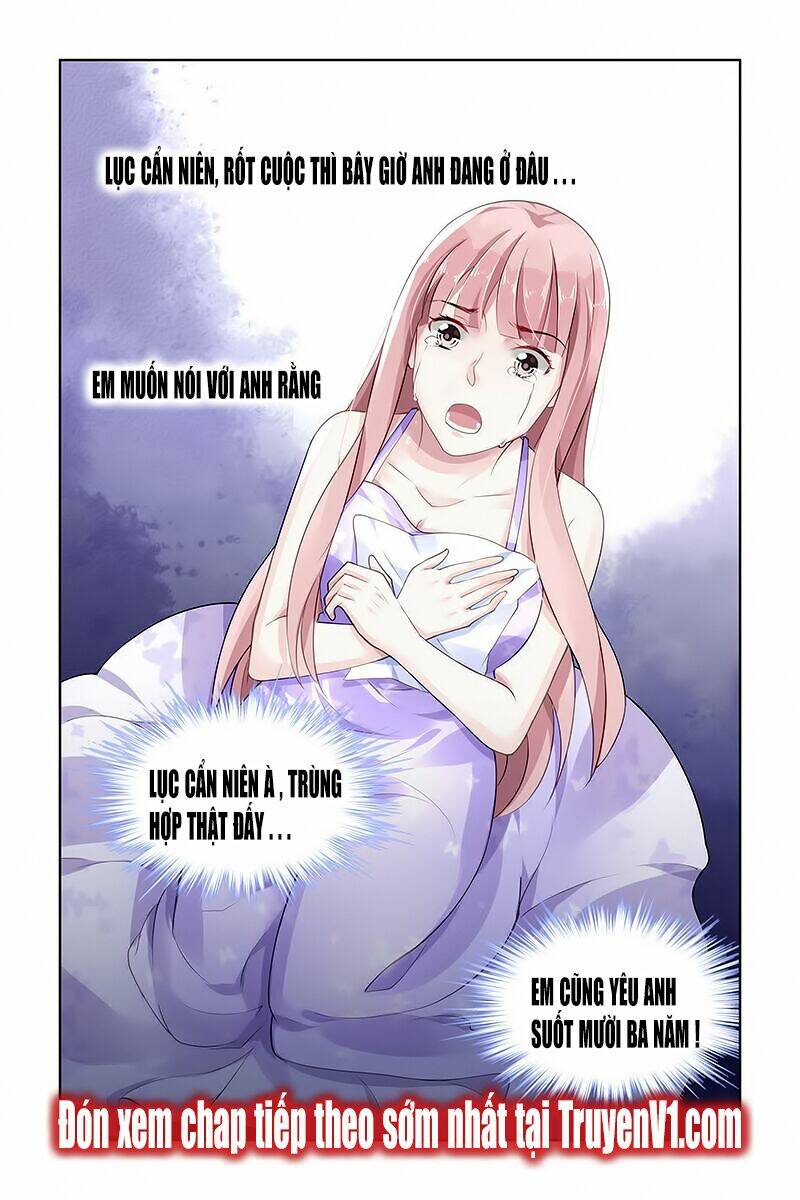 LỤC CẨN NIÊN, RỐT CUỘC THÌ BÂY GIỜ ANH ĐANG Ở ĐÂU . . .
EM MUỐN NÓI VỚI ANH RẰNG
LỤC CẨN NIÊN À , TRÙNG
HỢP THẬT ĐẤY . . .
EM CŨNG YÊU ANH
SUỐT MƯỜI BA NĂM !
Đón xem chap tiếp theo sớm nhất tại TruyenV1.com